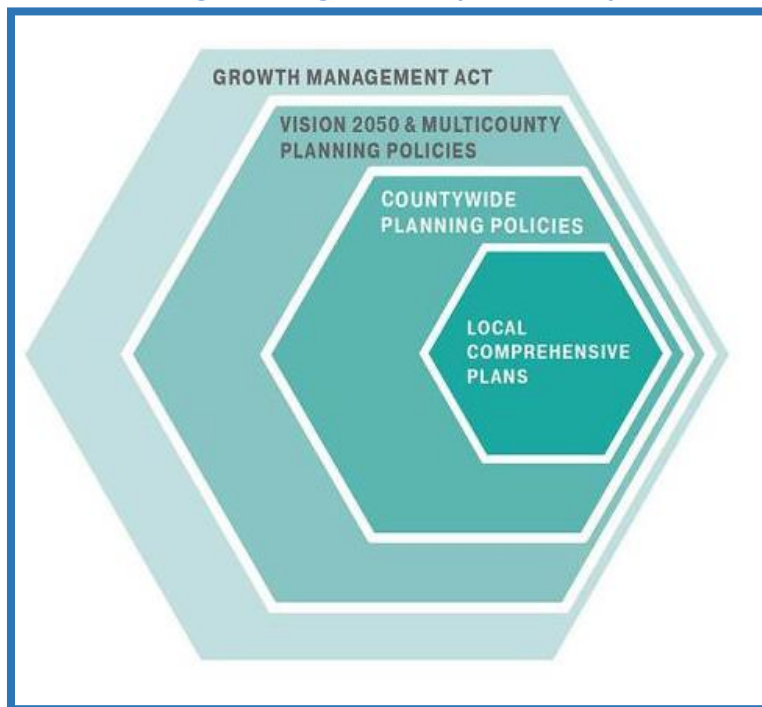 GROWTH MANAGEMENT ACT
VISION 2050 & MULTICOUNTY
PLANNING POLICIES
COUNTYWIDE
PLANNING POLICIES
LOCAL
COMPREHENSIVE
PLANS